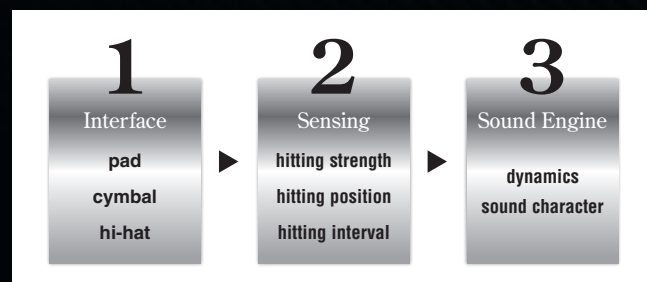 1
Interface
pad
cymbal
hi-hat
2
Sensing
hitting strength
hitting position
hitting interval
3
Sound Engine
dynamics
sound character